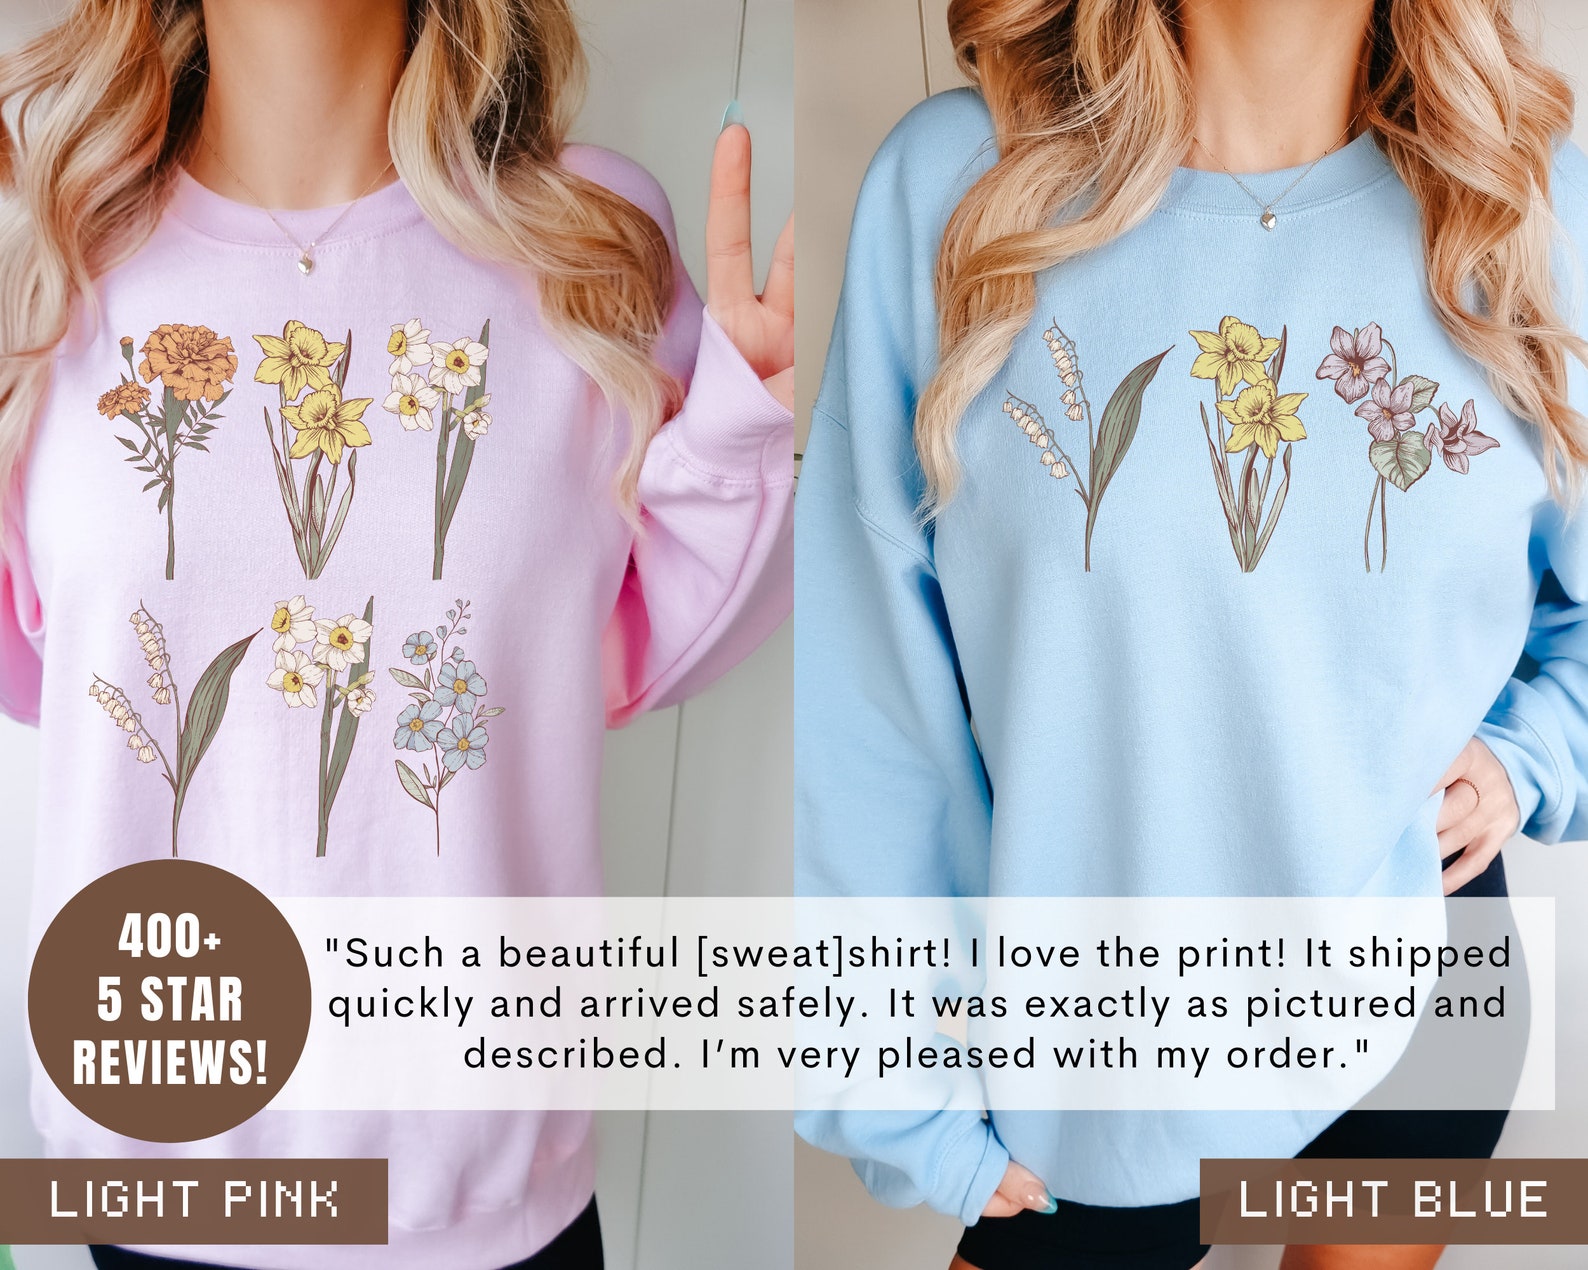 400+
5 STAR
REVIEWS!
"Such a beautiful [sweat]shirt! I love the print! It shipped
quickly and arrived safely. It was exactly as pictured and
described. I’m very pleased with my order."
LIGHT PINK
LIGHT BLUE